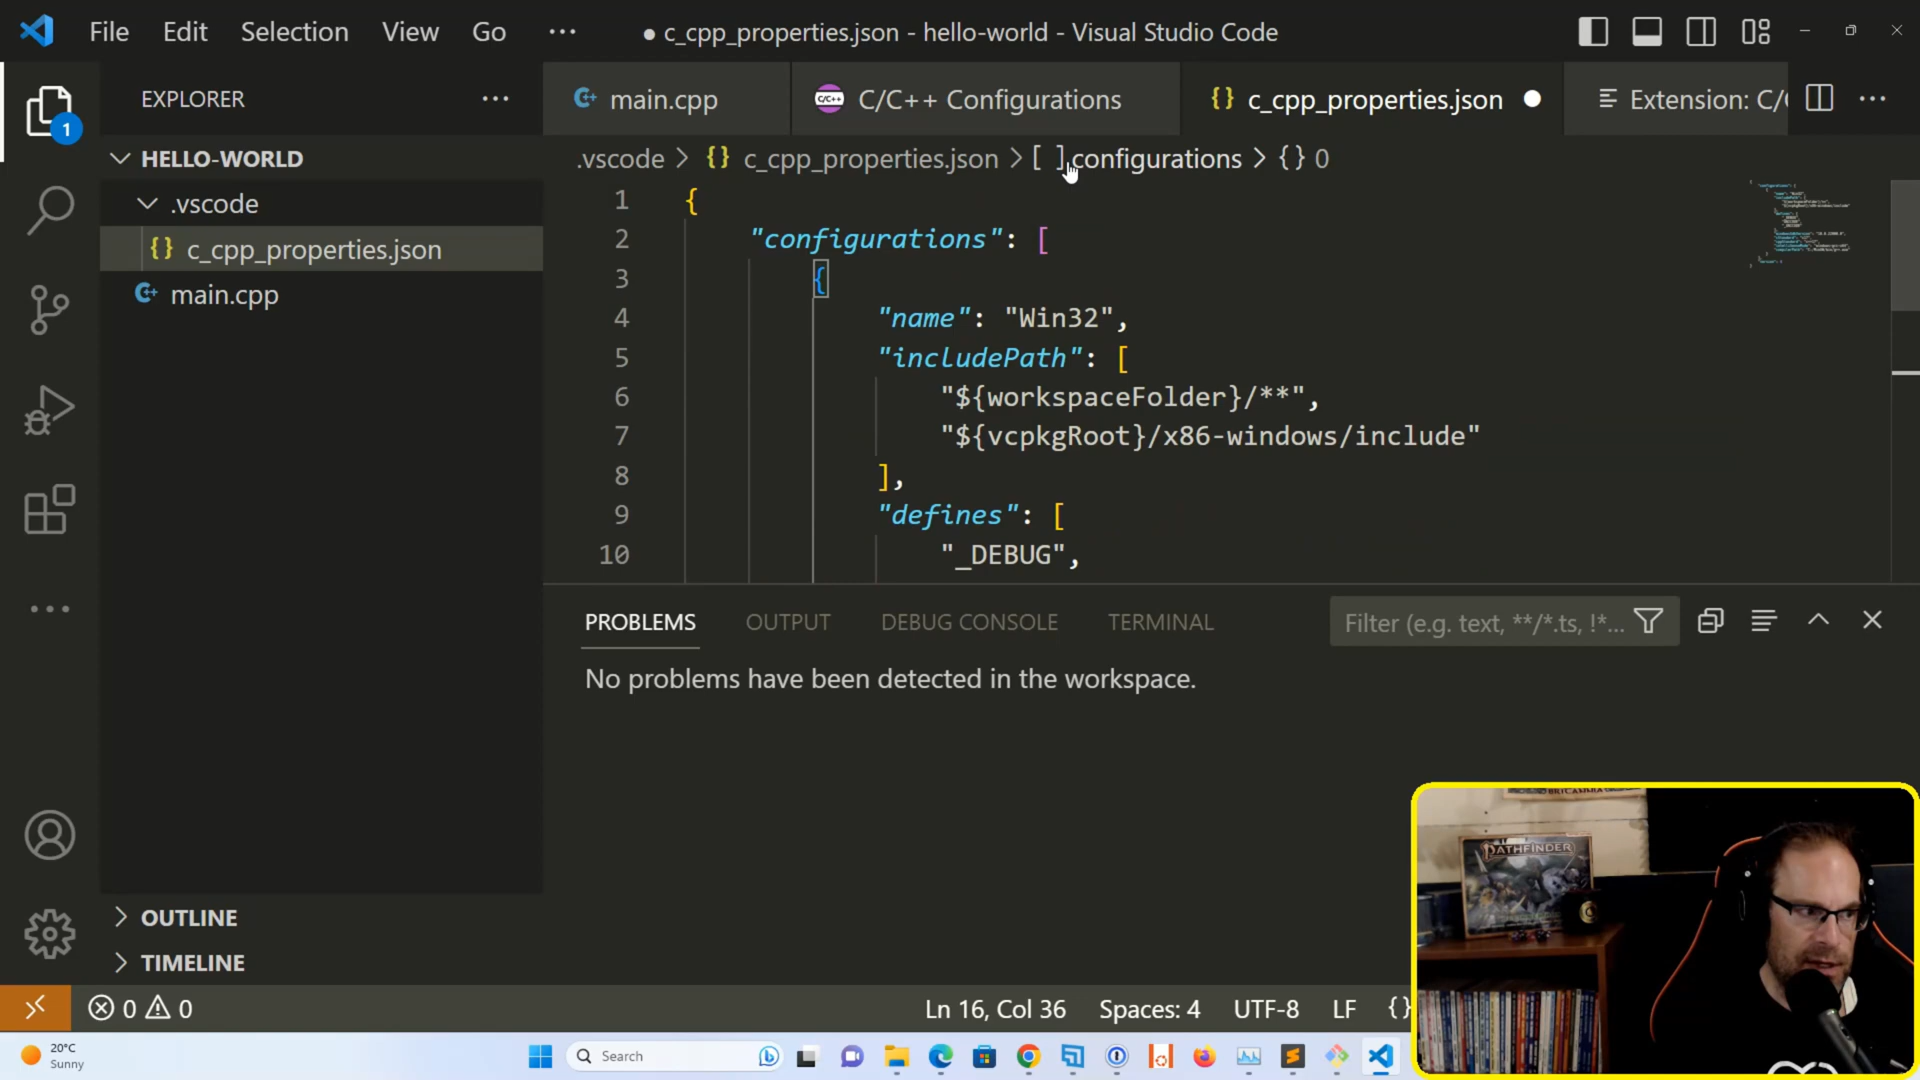 File Edit Selection View Go ··· ● c_cpp_properties.json - hello-world - Visual Studio Code
EXPLORER ···
main.cpp
C/C++ Configurations
{} c_cpp_properties.json ●
Extension: C/
1
HELLO-WORLD
.vscode
{} c_cpp_properties.json
main.cpp
.vscode > {} c_cpp_properties.json > [ ] configurations > {} 0
1 {
2 "configurations": [
3 {
4 "name": "Win32",
5 "includePath": [
6 "${workspaceFolder}/**",
7 "${vcpkgRoot}/x86-windows/include"
8 ],
9 "defines": [
10 "_DEBUG",
PROBLEMS OUTPUT DEBUG CONSOLE TERMINAL
Filter (e.g. text, **/*.ts, !*...
No problems have been detected in the workspace.
PATHFINDER
OUTLINE
TIMELINE
0 0
Ln 16, Col 36 Spaces: 4 UTF-8 LF {}
20°C
Sunny
Search